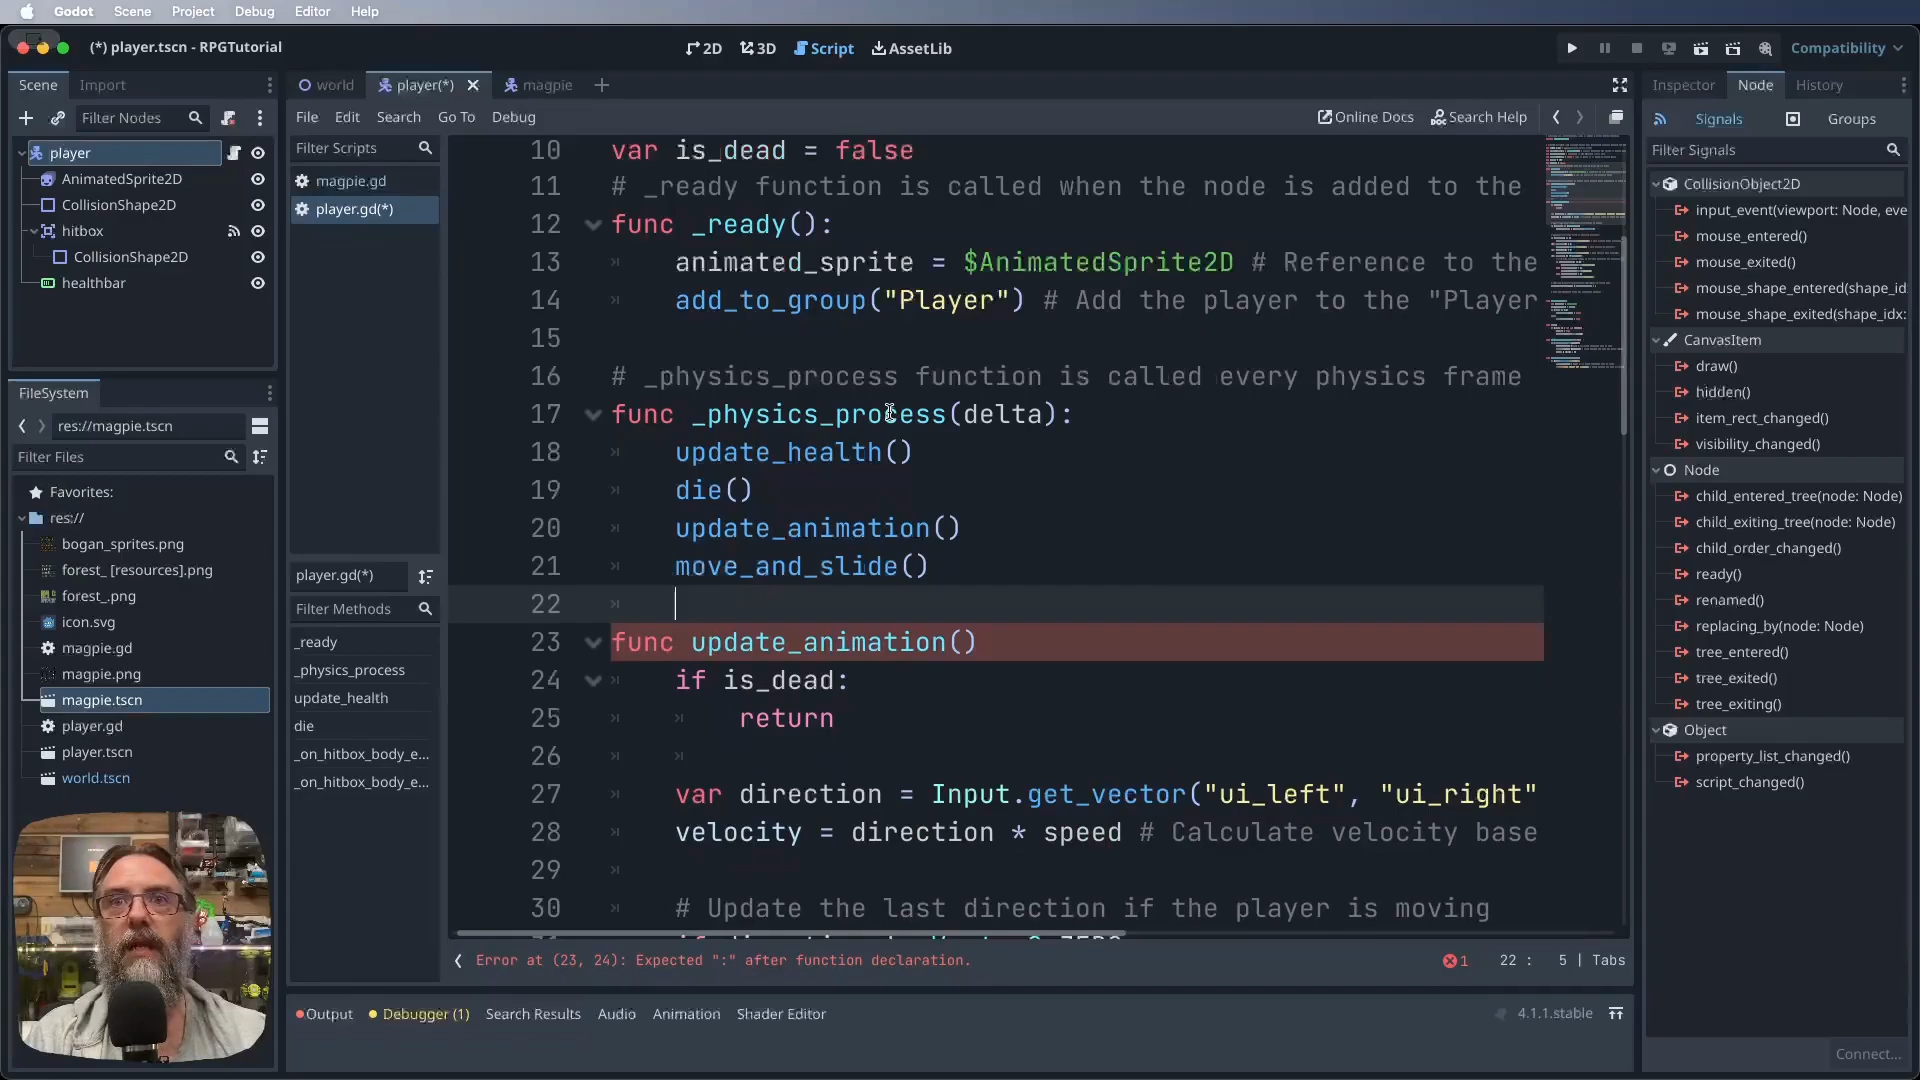 Godot Scene Project Debug Editor Help
(*) player.tscn - RPGTutorial
2D 3D Script AssetLib
Compatibility
Scene Import
Filter Nodes
player
AnimatedSprite2D
CollisionShape2D
hitbox
CollisionShape2D
healthbar
FileSystem
res://magpie.tscn
Filter Files
Favorites:
res://
bogan_sprites.png
forest_ [resources].png
forest_.png
icon.svg
magpie.gd
magpie.png
magpie.tscn
player.gd
player.tscn
world.tscn
world player(*) magpie
File Edit Search Go To Debug
Online Docs Search Help
Filter Scripts
magpie.gd
player.gd(*)
player.gd(*)
Filter Methods
_ready
_physics_process
update_health
die
_on_hitbox_body_e...
_on_hitbox_body_e...
10 var is_dead = false
11 # _ready function is called when the node is added to the
12 func _ready():
13 animated_sprite = $AnimatedSprite2D # Reference to the
14 add_to_group("Player") # Add the player to the "Player
15
16 # _physics_process function is called every physics frame
17 func _physics_process(delta):
18 update_health()
19 die()
20 update_animation()
21 move_and_slide()
22
23 func update_animation()
24 if is_dead:
25 return
26
27 var direction = Input.get_vector("ui_left", "ui_right"
28 velocity = direction * speed # Calculate velocity base
29
30 # Update the last direction if the player is moving
Error at (23, 24): Expected ":" after function declaration.
1 22 : 5 | Tabs
Output Debugger (1) Search Results Audio Animation Shader Editor
4.1.1.stable
Inspector Node History
Signals Groups
Filter Signals
CollisionObject2D
input_event(viewport: Node, eve
mouse_entered()
mouse_exited()
mouse_shape_entered(shape_id
mouse_shape_exited(shape_idx:
CanvasItem
draw()
hidden()
item_rect_changed()
visibility_changed()
Node
child_entered_tree(node: Node)
child_exiting_tree(node: Node)
child_order_changed()
ready()
renamed()
replacing_by(node: Node)
tree_entered()
tree_exited()
tree_exiting()
Object
property_list_changed()
script_changed()
Connect...